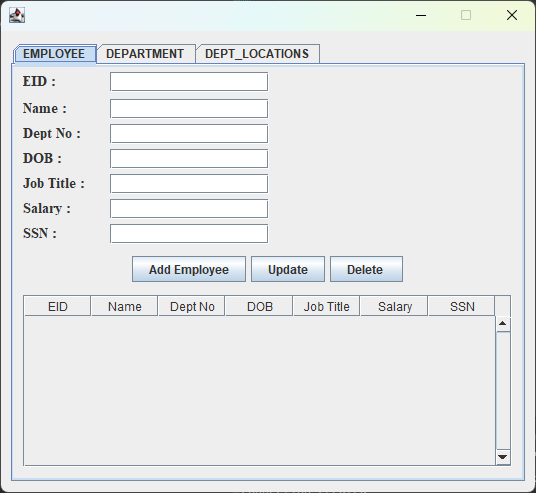 EMPLOYEE DEPARTMENT DEPT_LOCATIONS
EID :
Name :
Dept No :
DOB :
Job Title :
Salary :
SSN :
Add Employee Update Delete
EID Name Dept No DOB Job Title Salary SSN